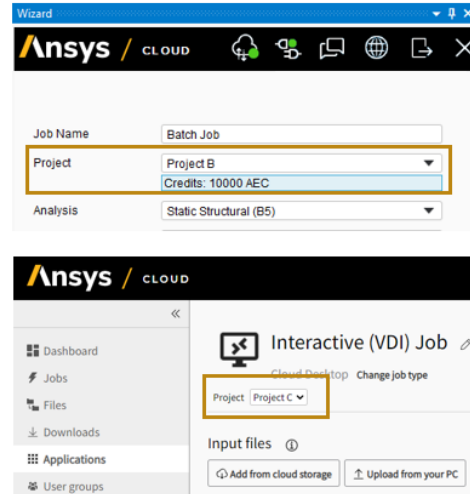 Wizard
Ansys / CLOUD
Job Name Batch Job
Project Project B
Credits: 10000 AEC
Analysis Static Structural (B5)
Ansys / CLOUD
«
Interactive (VDI) Job
Dashboard
Cloud Desktop Change job type
Jobs
Project Project C
Files
Downloads
Input files
Applications
Add from cloud storage Upload from your PC
User groups